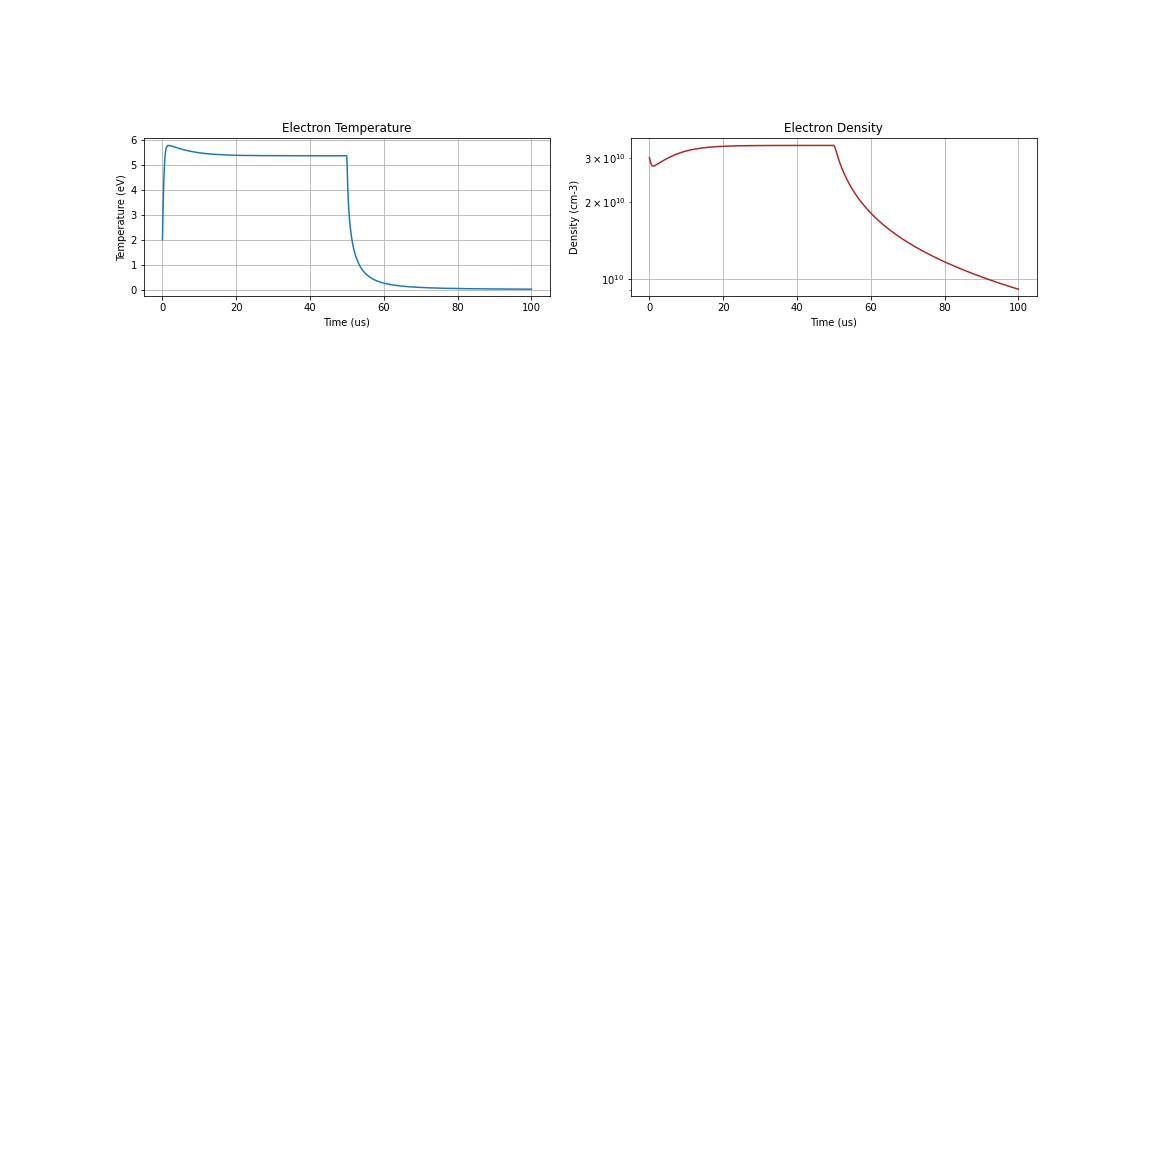 Electron Temperature
Temperature (eV)
6
5
4
3
2
1
0
0 20 40 60 80 100
Time (us)
Electron Density
Density (cm-3)
3 × 10¹⁰
2 × 10¹⁰
10¹⁰
0 20 40 60 80 100
Time (us)